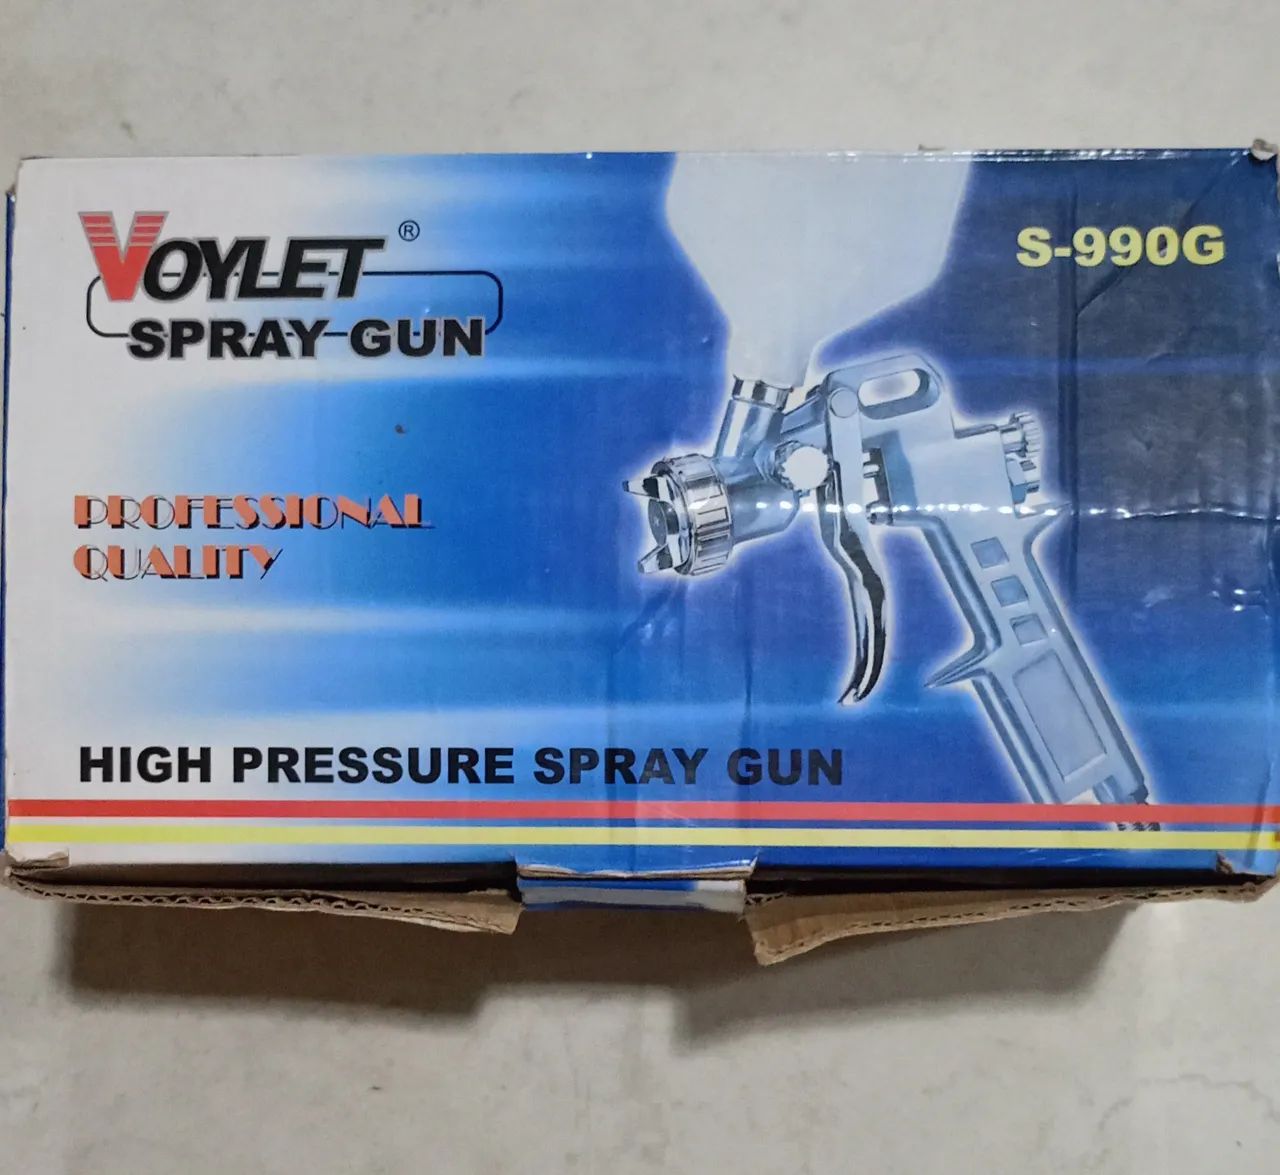 VOYLET®
SPRAY GUN
S-990G
PROFESSIONAL
QUALITY
HIGH PRESSURE SPRAY GUN